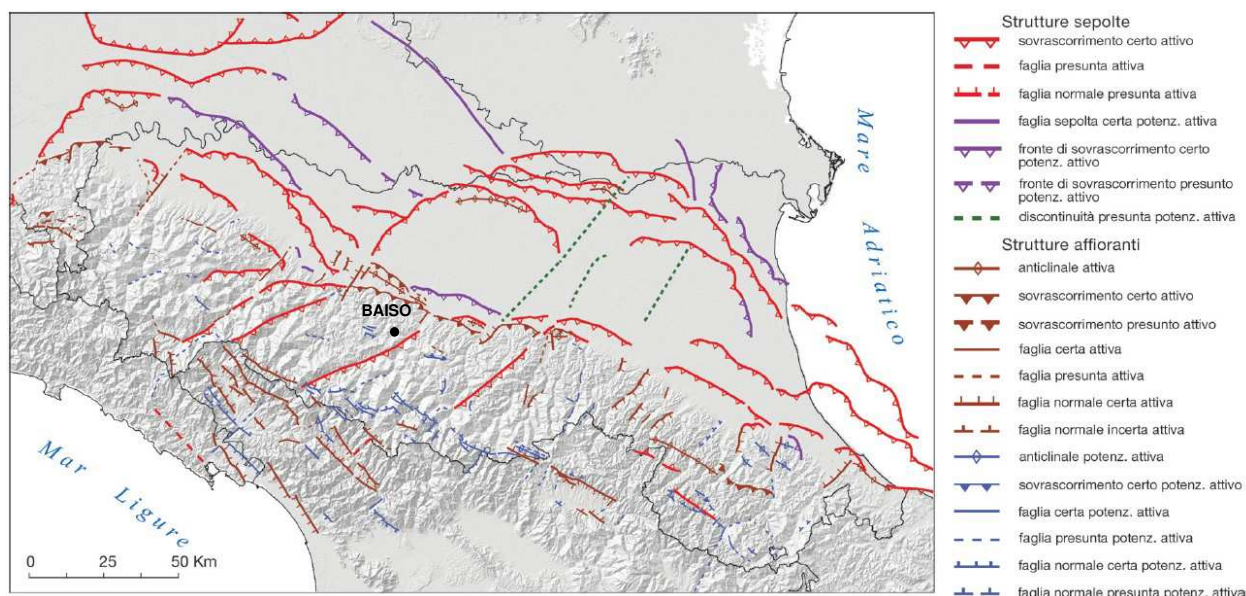 BAISO
Mare Adriatico
Mar Ligure
0 25 50 Km
Strutture sepolte
sovrascorrimento certo attivo
faglia presunta attiva
faglia normale presunta attiva
faglia sepolta certa potenz. attiva
fronte di sovrascorrimento certo
potenz. attivo
fronte di sovrascorrimento presunto
potenz. attivo
discontinuità presunta potenz. attiva
Strutture affioranti
anticlinale attiva
sovrascorrimento certo attivo
sovrascorrimento presunto attivo
faglia certa attiva
faglia presunta attiva
faglia normale certa attiva
faglia normale incerta attiva
anticlinale potenz. attiva
sovrascorrimento certo potenz. attivo
faglia certa potenz. attiva
faglia presunta potenz. attiva
faglia normale certa potenz. attiva
faglia normale presunta potenz. attiva